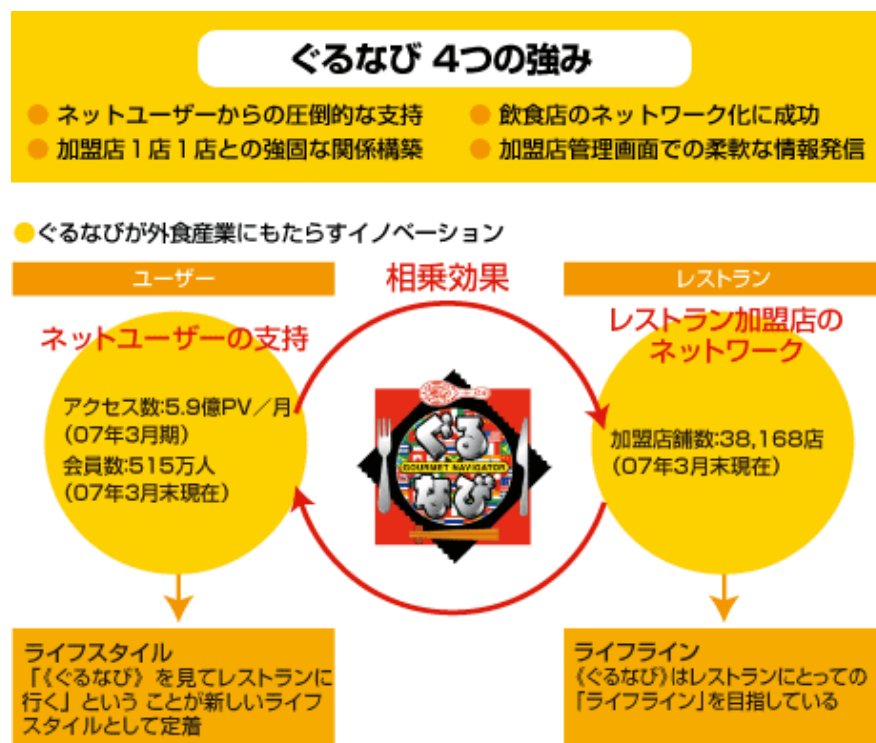 ぐるなび 4つの強み
● ネットユーザーからの圧倒的な支持
● 飲食店のネットワーク化に成功
● 加盟店1店1店との強固な関係構築
● 加盟店管理画面での柔軟な情報発信
●ぐるなびが外食産業にもたらすイノベーション
ユーザー
相乗効果
レストラン
ネットユーザーの支持
アクセス数:5.9億PV/月
(07年3月期)
会員数:515万人
(07年3月末現在)
レストラン加盟店の
ネットワーク
加盟店舗数:38,168店
(07年3月末現在)
ぐる
GOURMET NAVIGATOR
なび
ライフスタイル
「《ぐるなび》を見てレストランに
行く」という ことが新しいライフ
スタイルとして定着
ライフライン
《ぐるなび》はレストランにとっての
「ライフライン」を目指している